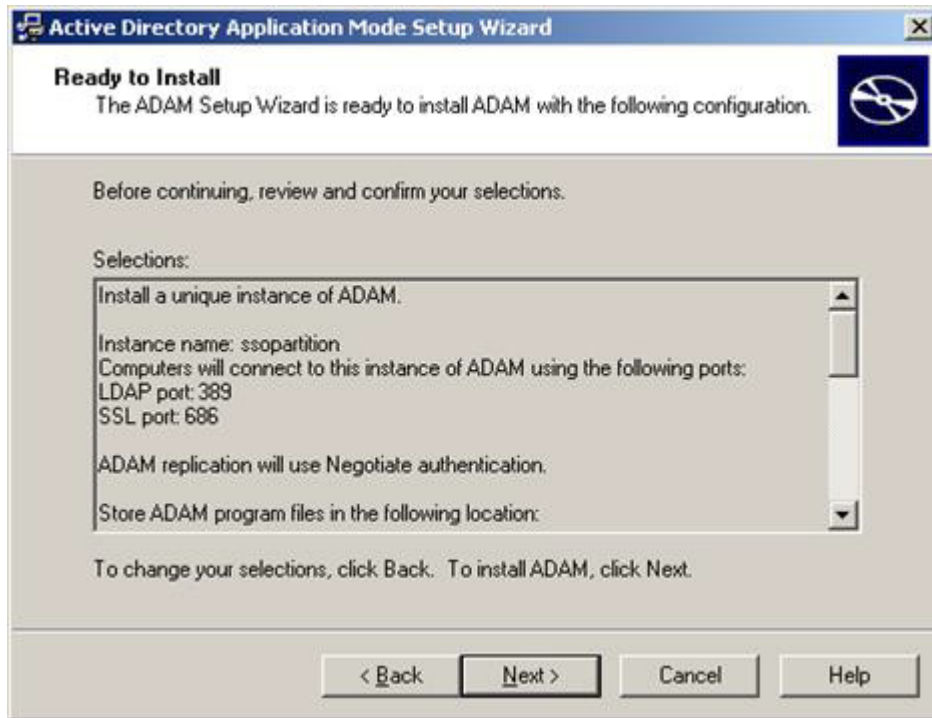 Active Directory Application Mode Setup Wizard
Ready to Install
The ADAM Setup Wizard is ready to install ADAM with the following configuration.
Before continuing, review and confirm your selections.
Selections:
Install a unique instance of ADAM.
Instance name: ssopartition
Computers will connect to this instance of ADAM using the following ports:
LDAP port: 389
SSL port: 686
ADAM replication will use Negotiate authentication.
Store ADAM program files in the following location:
To change your selections, click Back. To install ADAM, click Next.
< Back Next > Cancel Help